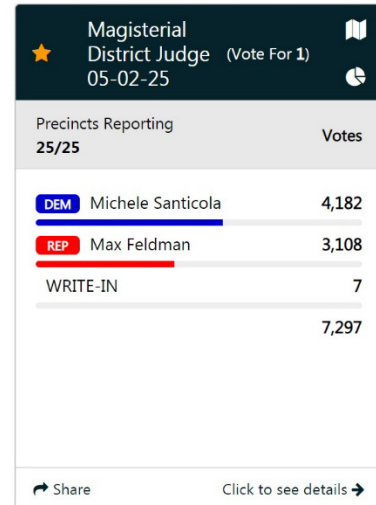 Magisterial
District Judge (Vote For 1)
05-02-25
Precincts Reporting
25/25
Votes
DEM Michele Santicola 4,182
REP Max Feldman 3,108
WRITE-IN 7
7,297
Share Click to see details